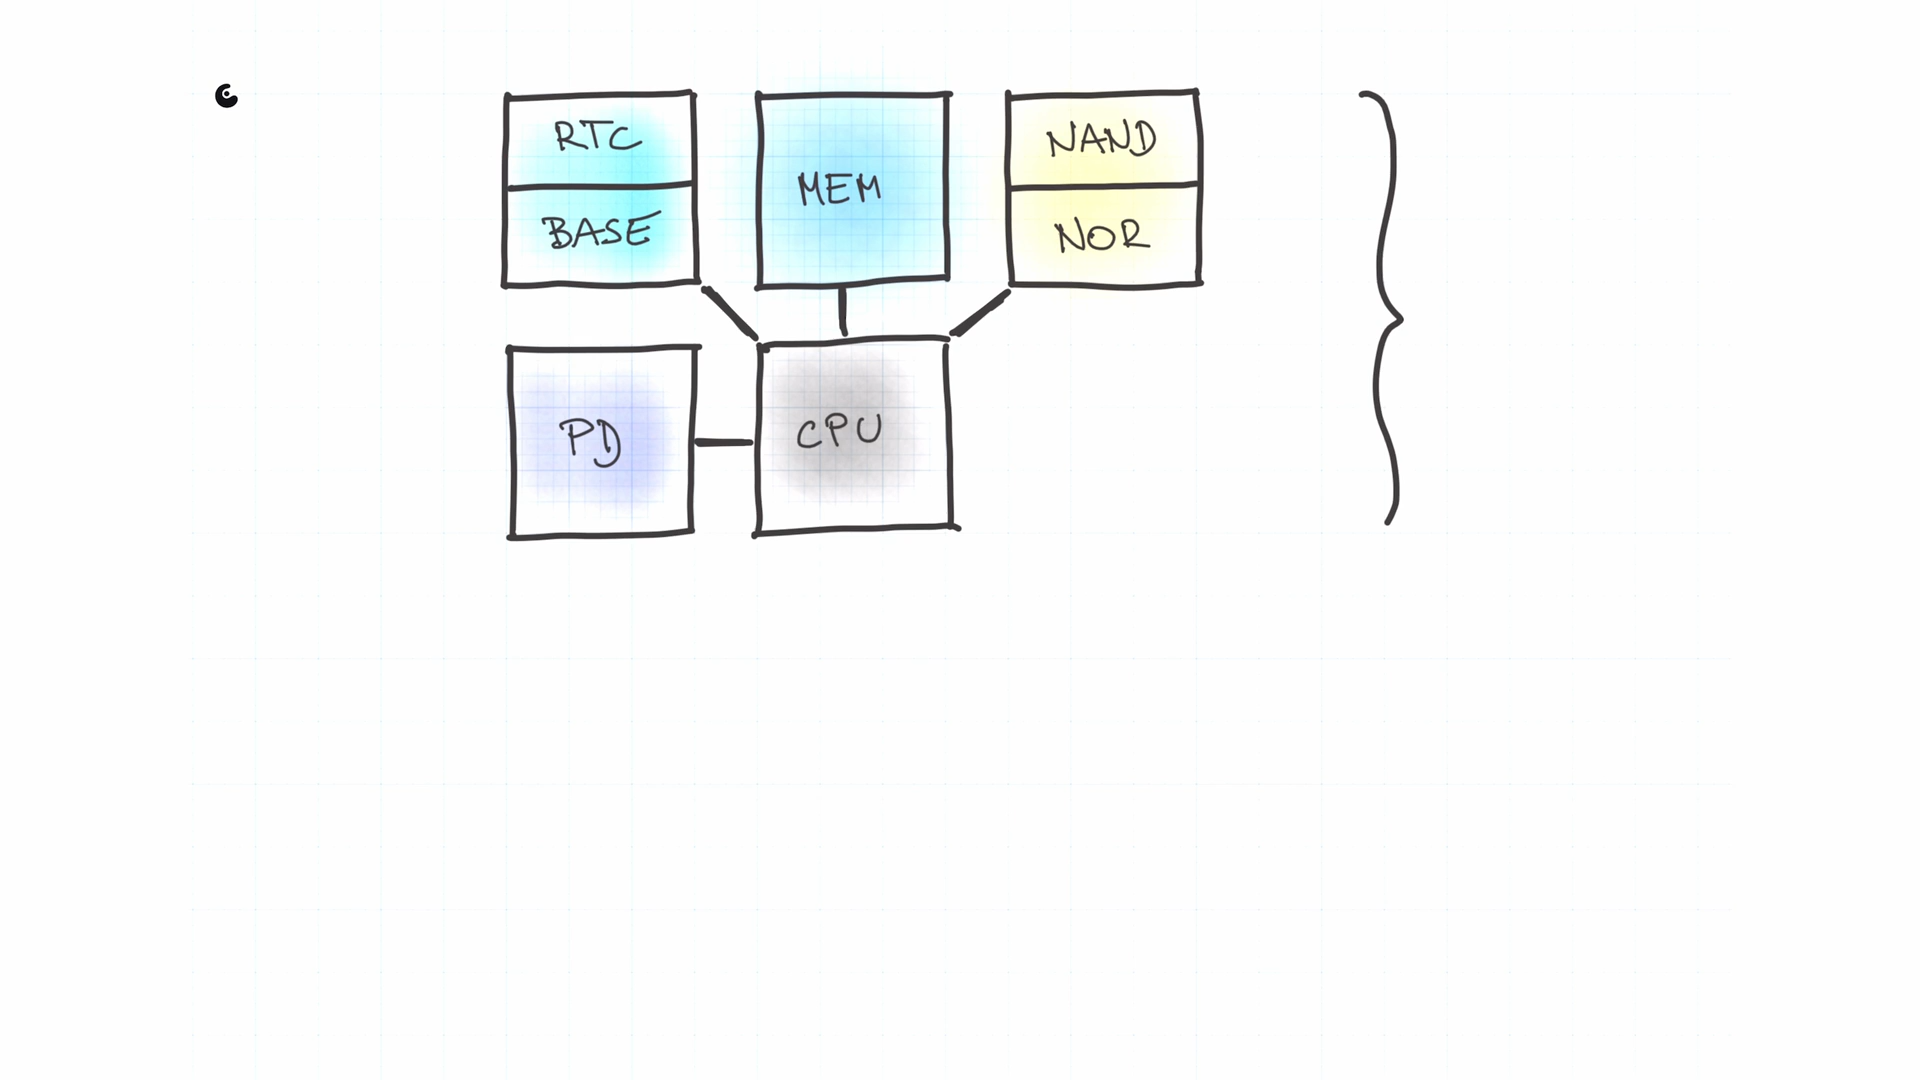 RTC
BASE
MEM
NAND
NOR
PD
CPU